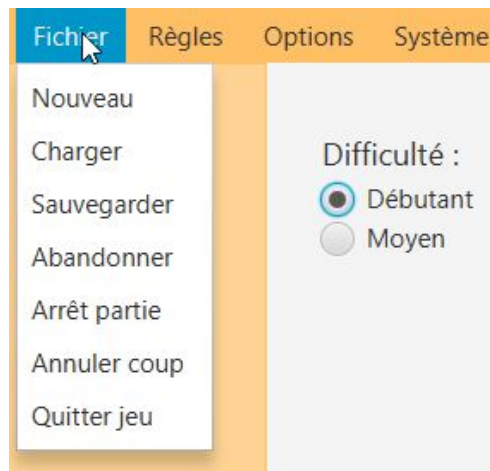 Fichier Règles Options Système
Nouveau
Charger
Sauvegarder
Abandonner
Arrêt partie
Annuler coup
Quitter jeu
Difficulté :
Débutant
Moyen